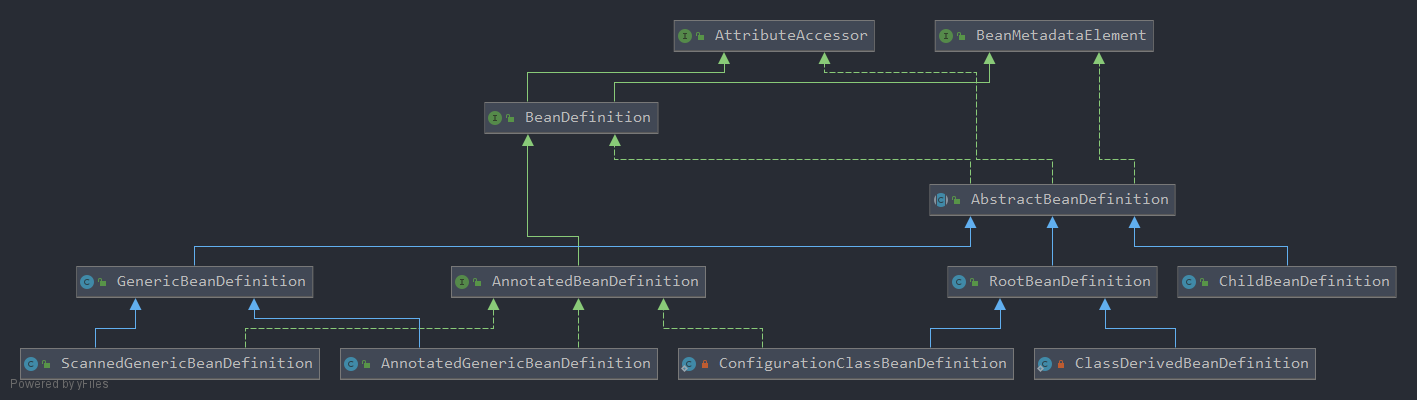 AttributeAccessor
BeanMetadataElement
BeanDefinition
AbstractBeanDefinition
GenericBeanDefinition
AnnotatedBeanDefinition
RootBeanDefinition
ChildBeanDefinition
ScannedGenericBeanDefinition
AnnotatedGenericBeanDefinition
ConfigurationClassBeanDefinition
ClassDerivedBeanDefinition
Powered by yFiles